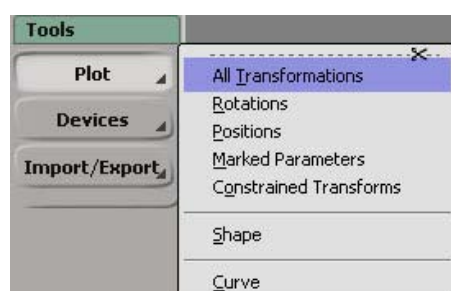 Tools
Plot
Devices
Import/Export
All Transformations
Rotations
Positions
Marked Parameters
Constrained Transforms
Shape
Curve